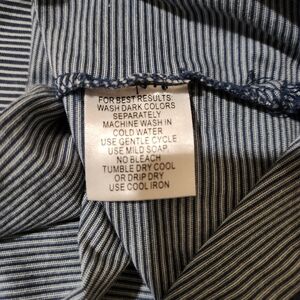 FOR BEST RESULTS:
WASH DARK COLORS
SEPARATELY
MACHINE WASH IN
COLD WATER
USE GENTLE CYCLE
USE MILD SOAP
NO BLEACH
TUMBLE DRY COOL
OR DRIP DRY
USE COOL IRON